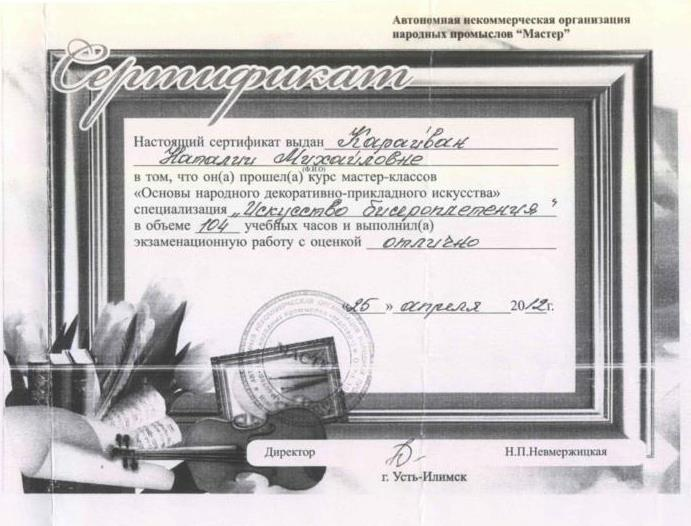 Автономная некоммерческая организация
народных промыслов “Мастер”
Сертификат
Настоящий сертификат выдан Карайван
Наталии Михайловне
(Ф.И.О)
в том, что он(а) прошел(а) курс мастер-классов
«Основы народного декоративно-прикладного искусства»
специализация „Искусство бисероплетения“
в объеме 104 учебных часов и выполнил(а)
экзаменационную работу с оценкой отлично
«25 » апреля 2012г.
Директор Н.П.Невмержицкая
г. Усть-Илимск